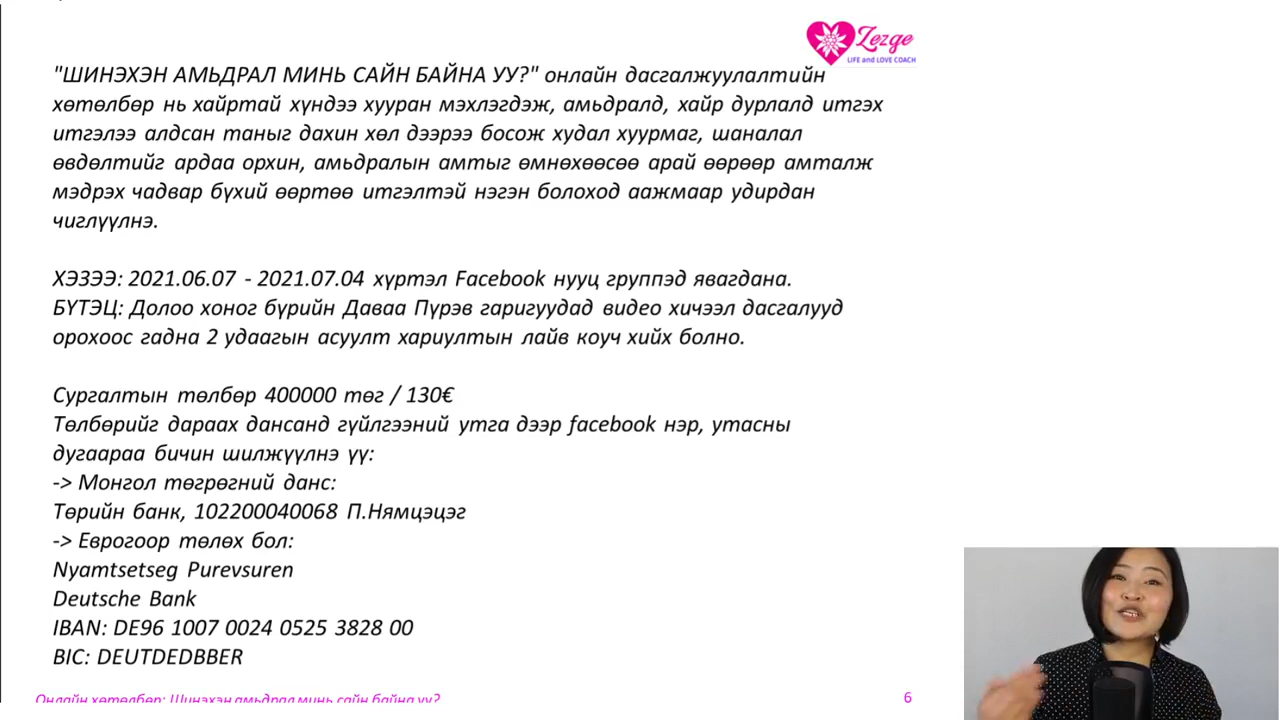 Zezge
LIFE and LOVE COACH
"ШИНЭХЭН АМЬДРАЛ МИНЬ САЙН БАЙНА УУ?" онлайн дасгалжуулалтийн
хөтөлбөр нь хайртай хүндээ хууран мэхлэгдэж, амьдралд, хайр дурлалд итгэх
итгэлээ алдсан таныг дахин хөл дээрээ босож худал хуурмаг, шаналал
өвдөлтийг ардаа орхин, амьдралын амтыг өмнөхөөсөө арай өөрөөр амталж
мэдрэх чадвар бүхий өөртөө итгэлтэй нэгэн болоход аажмаар удирдан
чиглүүлнэ.
ХЭЗЭЭ: 2021.06.07 - 2021.07.04 хүртэл Facebook нууц группэд явагдана.
БҮТЭЦ: Долоо хоног бүрийн Даваа Пүрэв гаригуудад видео хичээл дасгалууд
орохоос гадна 2 удаагын асуулт хариултын лайв коуч хийх болно.
Сургалтын төлбөр 400000 төг / 130€
Төлбөрийг дараах дансанд гүйлгээний утга дээр facebook нэр, утасны
дугаараа бичин шилжүүлнэ үү:
-> Монгол төгрөгний данс:
Төрийн банк, 102200040068 П.Нямцэцэг
-> Еврогоор төлөх бол:
Nyamtsetseg Purevsuren
Deutsche Bank
IBAN: DE96 1007 0024 0525 3828 00
BIC: DEUTDEDBBER
Онлайн хөтөлбөр: Шинэхэн амьдрал минь сайн байна уу?
6